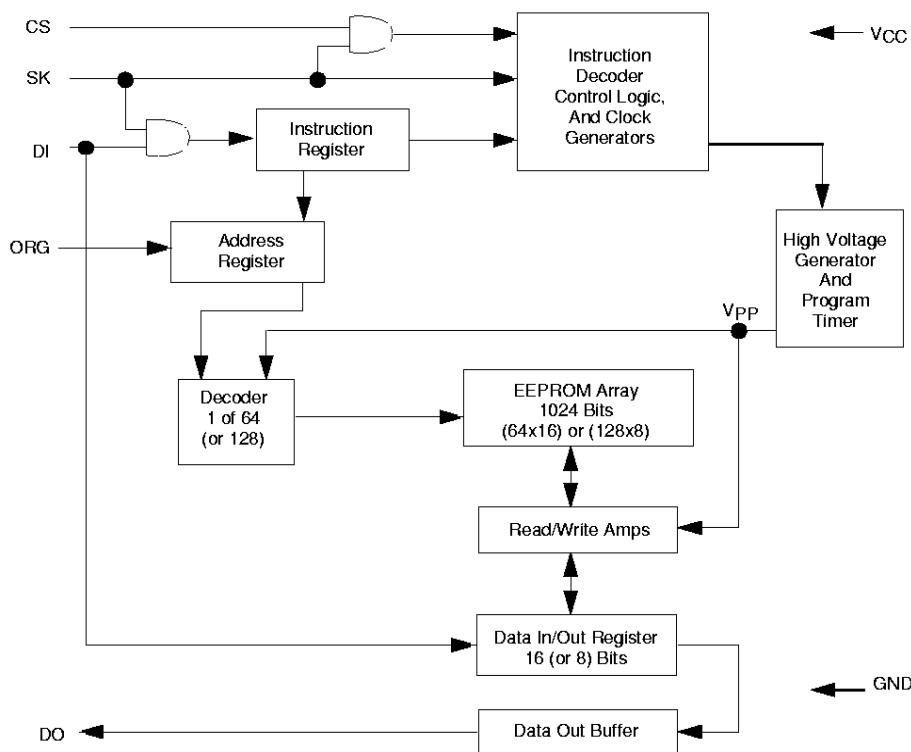 CS
SK
DI
ORG
Instruction
Decoder
Control Logic,
And Clock
Generators
VCC
Instruction
Register
Address
Register
High Voltage
Generator
And
Program
Timer
VPP
Decoder
1 of 64
(or 128)
EEPROM Array
1024 Bits
(64x16) or (128x8)
Read/Write Amps
Data In/Out Register
16 (or 8) Bits
GND
DO
Data Out Buffer